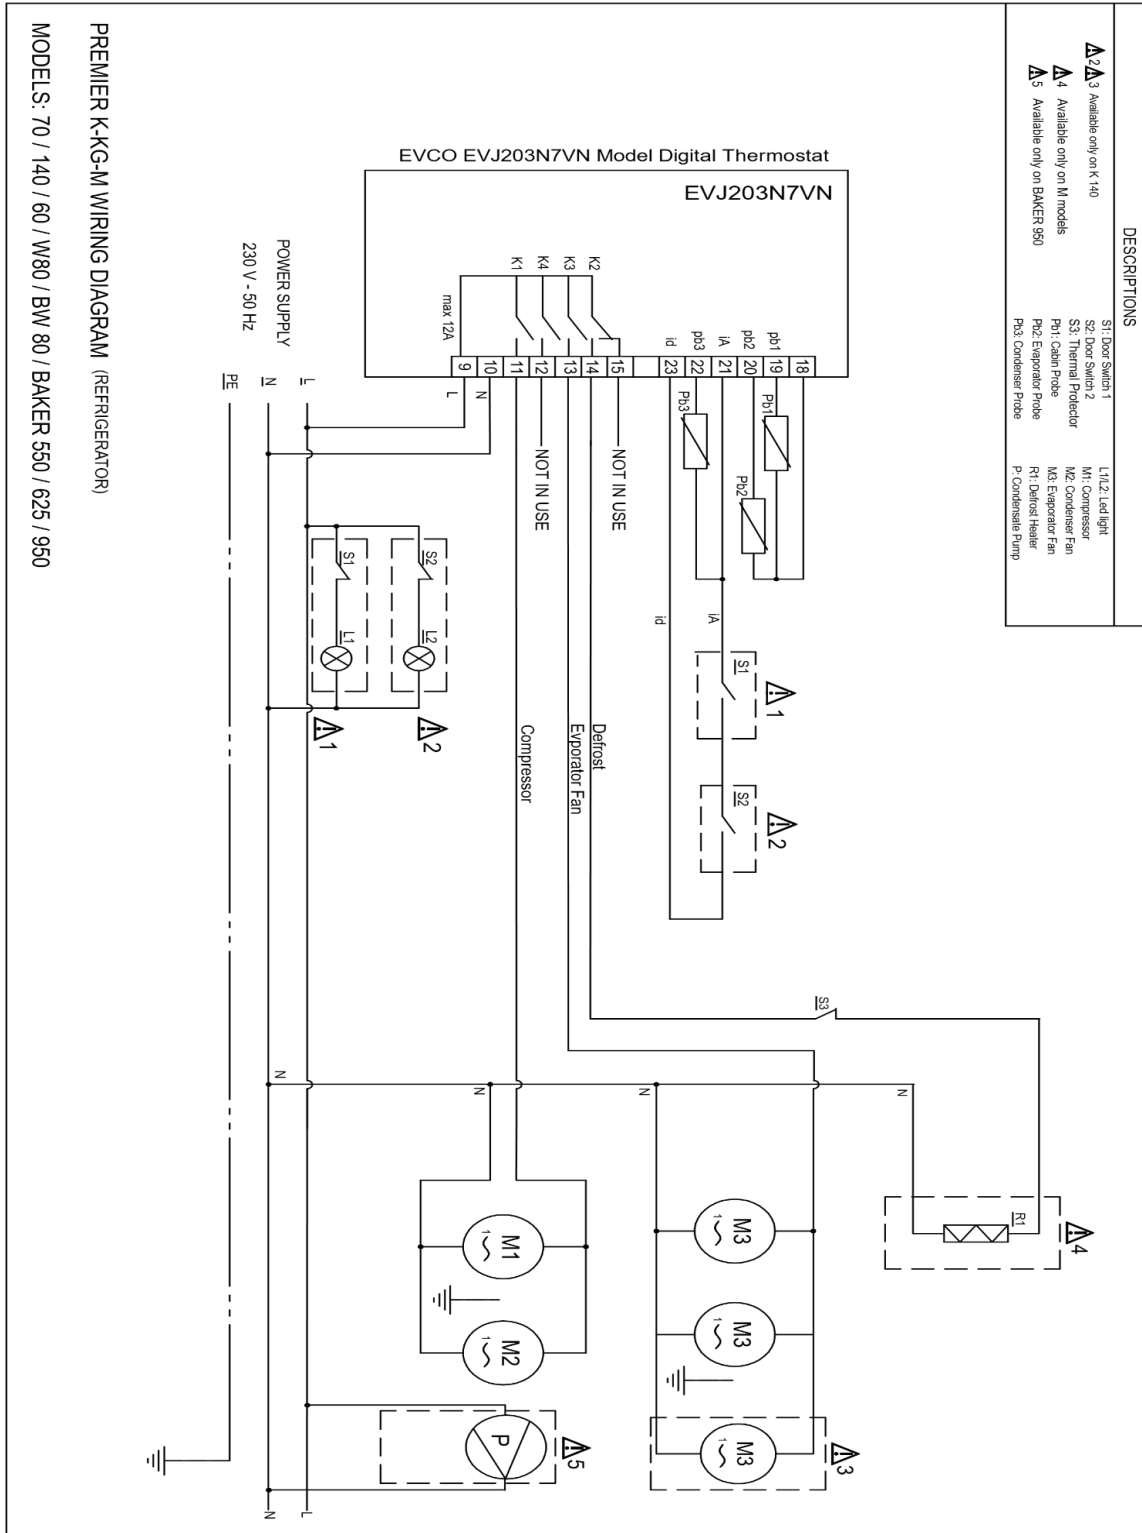 DESCRIPTIONS
2 3 Available only on K 140
4 Available only on M models
5 Available only on BAKER 950
S1: Door Switch 1
S2: Door Switch 2
S3: Thermal Protector
Pb1: Cabin Probe
Pb2: Evaporator Probe
Pb3: Condenser Probe
L1/L2: Led light
M1: Compressor
M2: Condenser Fan
M3: Evaporator Fan
R1: Defrost Heater
P: Condensate Pump
EVCO EVJ203N7VN Model Digital Thermostat
EVJ203N7VN
K1
K4
K3
K2
max 12A
id
pb3
iA
pb2
pb1
9
10
11
12
13
14
15
23
22
21
20
19
18
L
N
NOT IN USE
NOT IN USE
Pb3
Pb2
Pb1
POWER SUPPLY
230 V - 50 Hz
L
N
PE
S1
L1
1
S2
L2
2
id
iA
S1
1
S2
2
Compressor
Evporator Fan
Defrost
S3
N
N
N
N
R1
4
M1
1
M2
1
M3
1
M3
1
M3
1
3
P
5
L
N
PREMIER K-KG-M WIRING DIAGRAM (REFRIGERATOR)
MODELS: 70 / 140 / 60 / W80 / BW 80 / BAKER 550 / 625 / 950